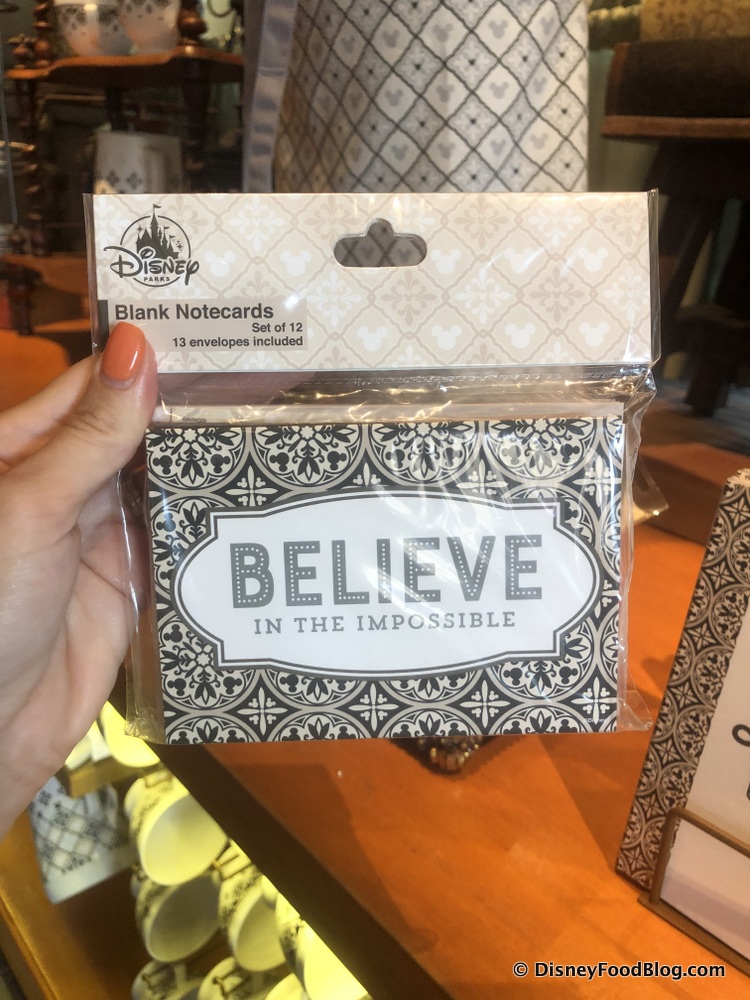 Disney
PARKS
Blank Notecards
Set of 12
13 envelopes included
BELIEVE
IN THE IMPOSSIBLE
© DisneyFoodBlog.com